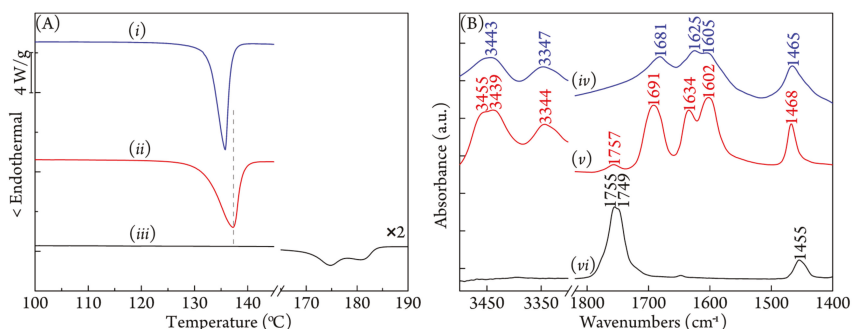 (A)
(i)
(ii)
(iii)
×2
< Endothermal
4 W/g
100 110 120 130 140 170 180 190
Temperature (ºC)
(B)
3443
3347
1681
1625
1605
1465
(iv)
3455
3439
3344
1757
1691
1634
1602
1468
(v)
1755
1749
1455
(vi)
Absorbance (a.u.)
3450 3350 1800 1700 1600 1500 1400
Wavenumbers (cm⁻¹)